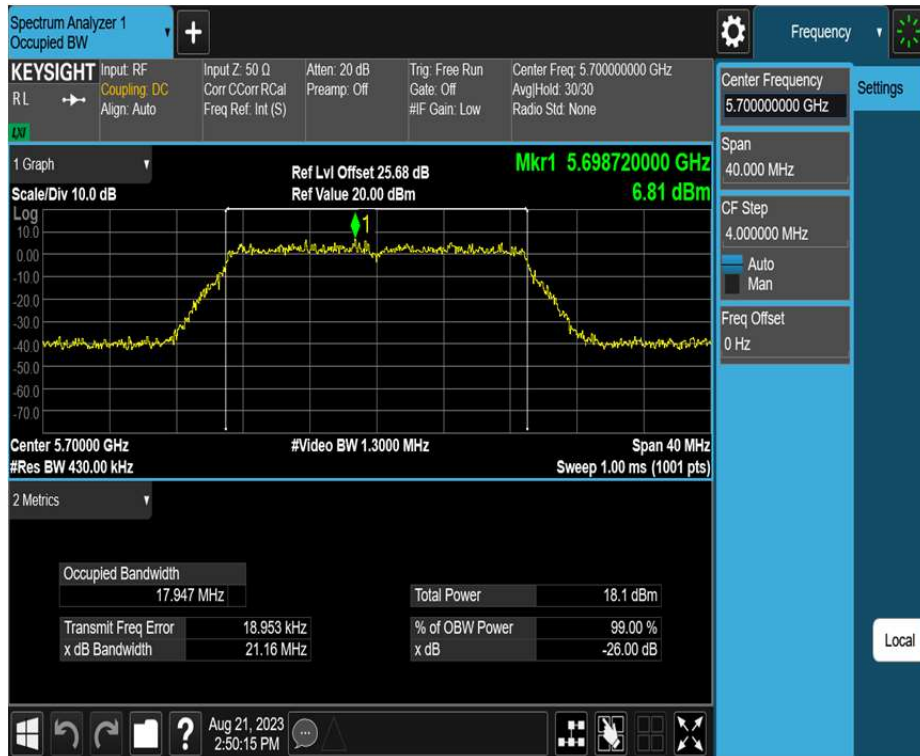 Spectrum Analyzer 1
Occupied BW
+
Frequency
KEYSIGHT
R L
LXI
Input: RF
Coupling: DC
Align: Auto
Input Z: 50 Ω
Corr CCorr RCal
Freq Ref: Int (S)
Atten: 20 dB
Preamp: Off
Trig: Free Run
Gate: Off
#IF Gain: Low
Center Freq: 5.700000000 GHz
Avg|Hold: 30/30
Radio Std: None
Center Frequency
5.70000000 GHz
Settings
Span
40.000 MHz
CF Step
4.000000 MHz
Auto
Man
Freq Offset
0 Hz
1 Graph
Scale/Div 10.0 dB
Ref Lvl Offset 25.68 dB
Ref Value 20.00 dBm
Mkr1 5.698720000 GHz
6.81 dBm
Log
10.0
0.00
-10.0
-20.0
-30.0
-40.0
-50.0
-60.0
-70.0
1
Center 5.70000 GHz
#Video BW 1.3000 MHz
Span 40 MHz
#Res BW 430.00 kHz
Sweep 1.00 ms (1001 pts)
2 Metrics
Occupied Bandwidth
17.947 MHz
Total Power 18.1 dBm
Transmit Freq Error 18.953 kHz
% of OBW Power 99.00 %
x dB Bandwidth 21.16 MHz
x dB -26.00 dB
Local
?
Aug 21, 2023
2:50:15 PM